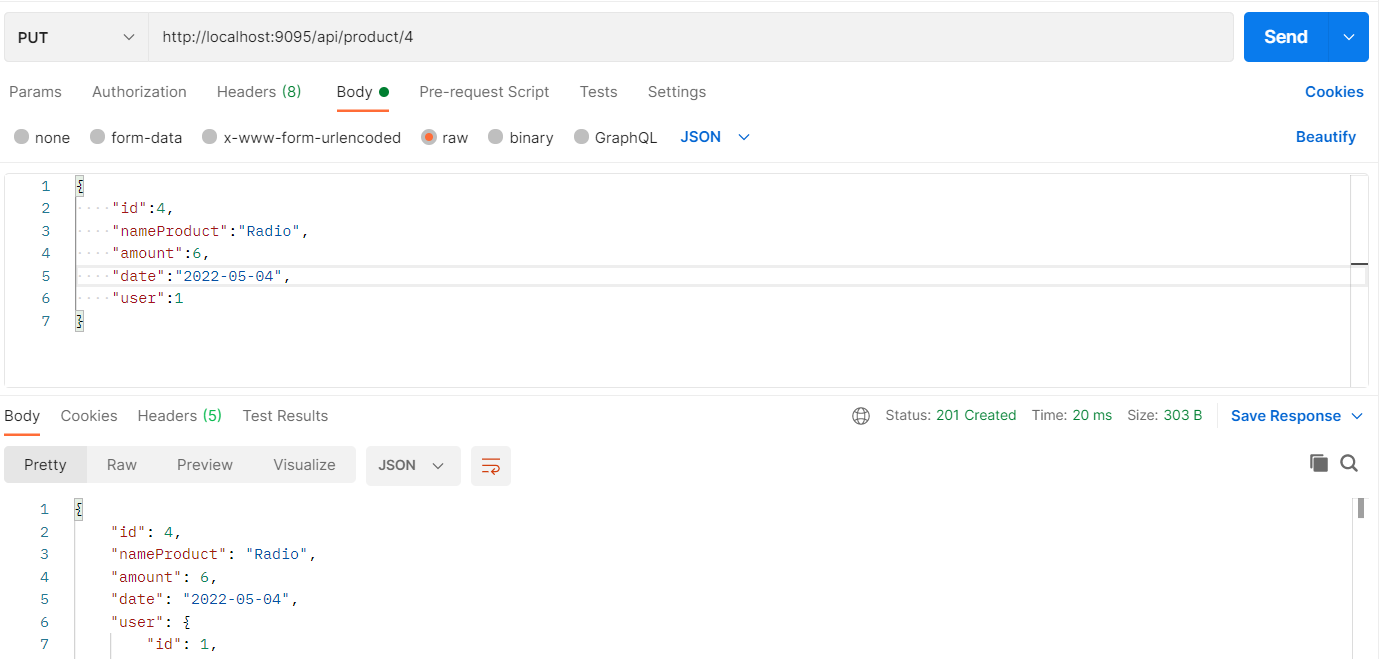 PUT http://localhost:9095/api/product/4 Send
Params Authorization Headers (8) Body Pre-request Script Tests Settings Cookies
none form-data x-www-form-urlencoded raw binary GraphQL JSON Beautify
1 {
2 ····"id":4,
3 ····"nameProduct":"Radio",
4 ····"amount":6,
5 ····"date":"2022-05-04",
6 ····"user":1
7 }
Body Cookies Headers (5) Test Results Status: 201 Created Time: 20 ms Size: 303 B Save Response
Pretty Raw Preview Visualize JSON
1 {
2 "id": 4,
3 "nameProduct": "Radio",
4 "amount": 6,
5 "date": "2022-05-04",
6 "user": {
7 "id": 1,